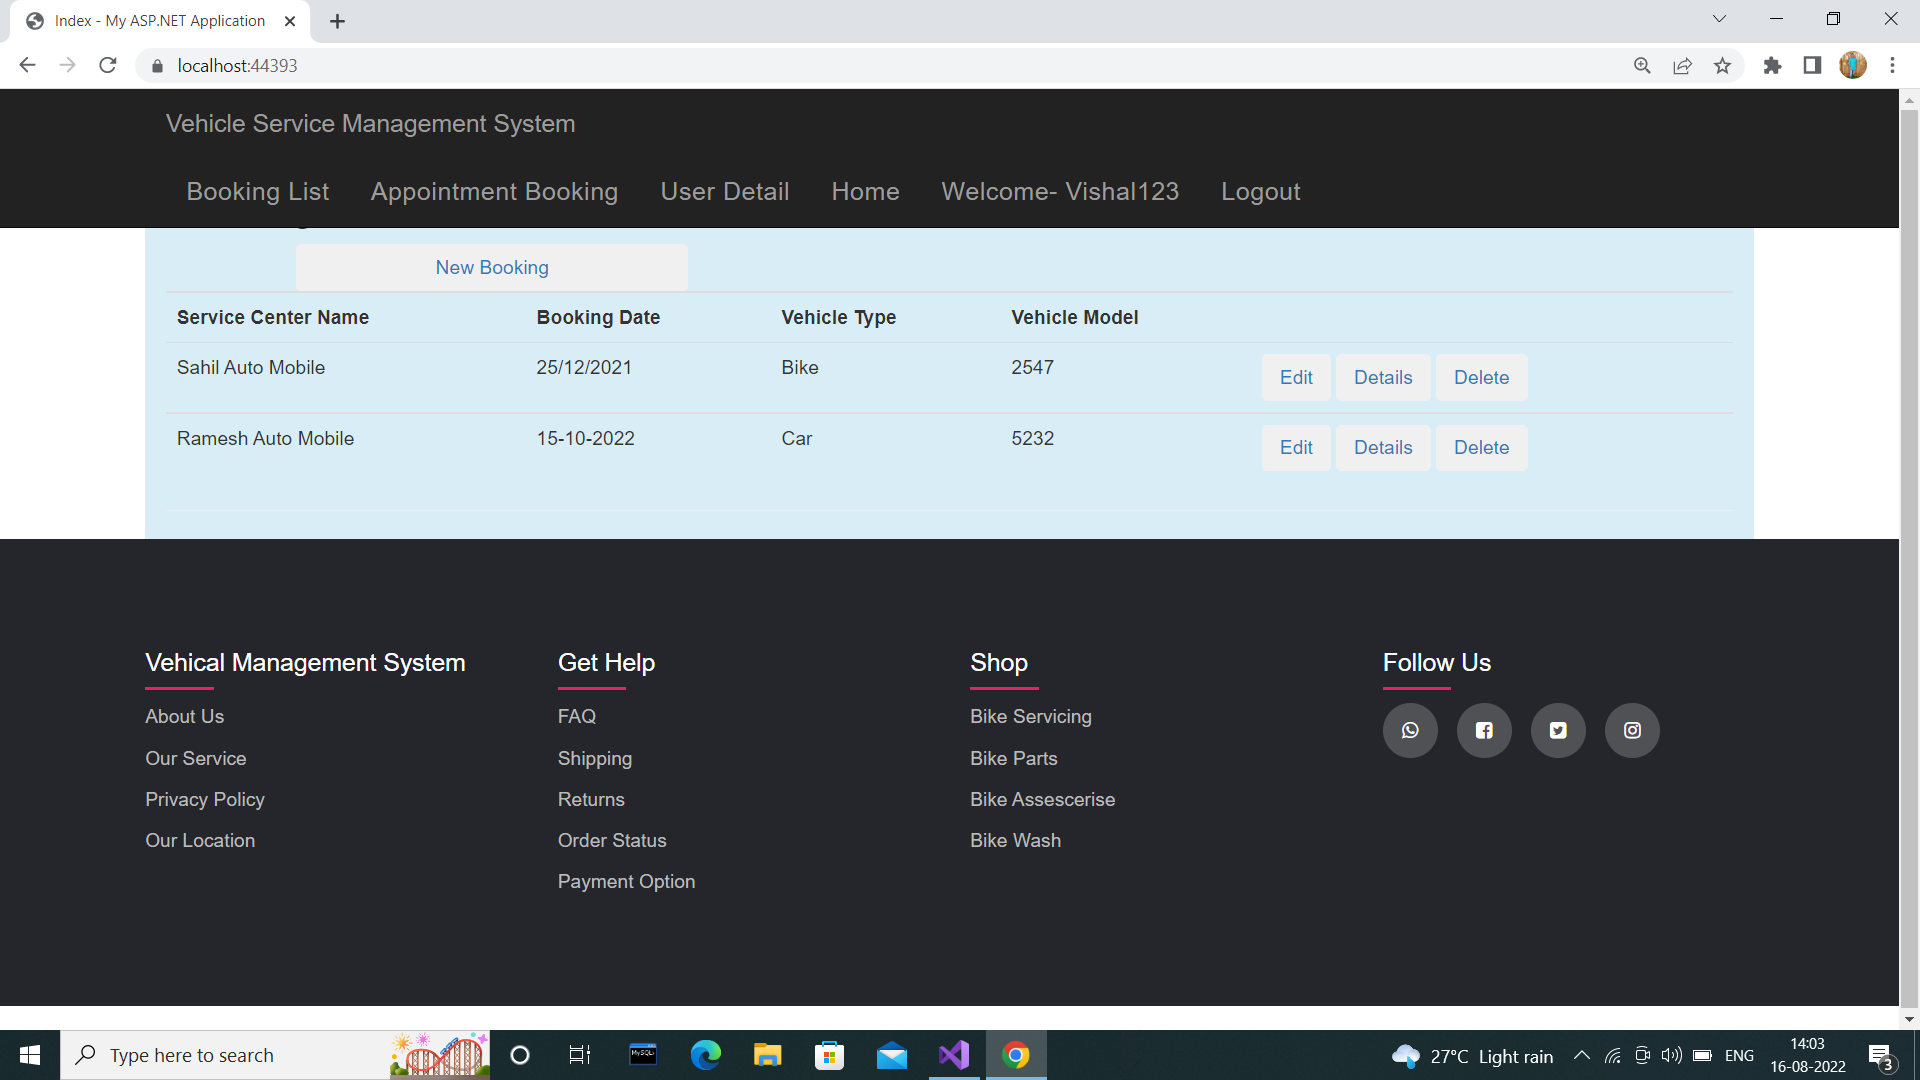 Index - My ASP.NET Application
localhost:44393
Vehicle Service Management System
Booking List Appointment Booking User Detail Home Welcome- Vishal123 Logout
New Booking
Service Center Name Booking Date Vehicle Type Vehicle Model
Sahil Auto Mobile 25/12/2021 Bike 2547 Edit Details Delete
Ramesh Auto Mobile 15-10-2022 Car 5232 Edit Details Delete
Vehical Management System
About Us
Our Service
Privacy Policy
Our Location
Get Help
FAQ
Shipping
Returns
Order Status
Payment Option
Shop
Bike Servicing
Bike Parts
Bike Assescerise
Bike Wash
Follow Us
Type here to search
27°C Light rain
ENG
14:03
16-08-2022
3